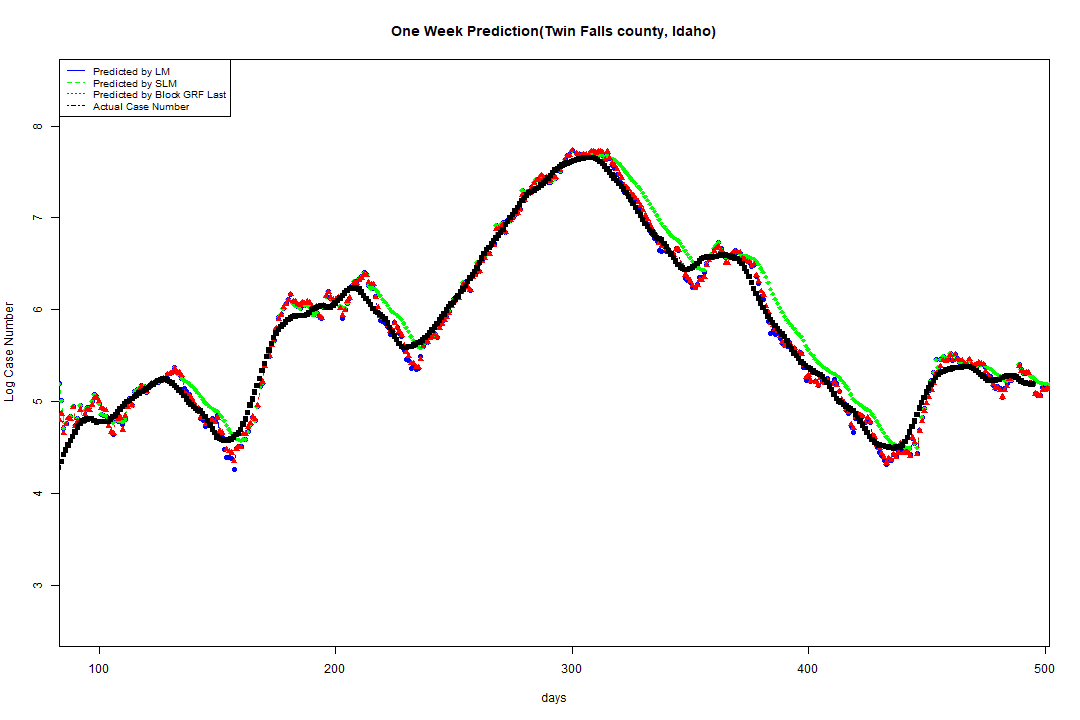 One Week Prediction(Twin Falls county, Idaho)
Predicted by LM
Predicted by SLM
Predicted by Block GRF Last
Actual Case Number
Log Case Number
8
7
6
5
4
3
100 200 300 400 500
days